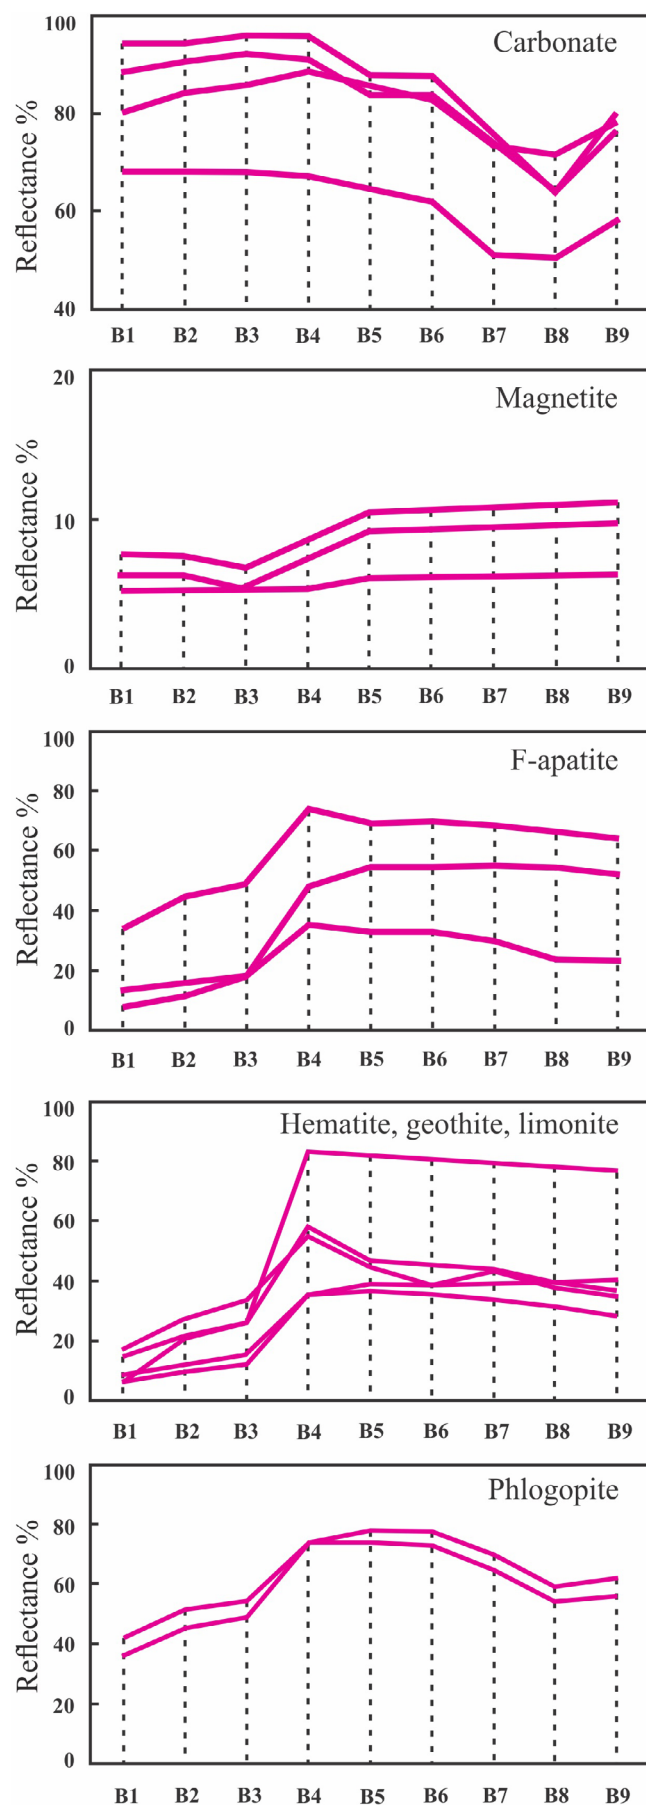 100
Carbonate
80
60
40
Reflectance %
B1 B2 B3 B4 B5 B6 B7 B8 B9
20
Magnetite
10
0
Reflectance %
B1 B2 B3 B4 B5 B6 B7 B8 B9
100
F-apatite
80
60
40
20
0
Reflectance %
B1 B2 B3 B4 B5 B6 B7 B8 B9
100
Hematite, geothite, limonite
80
60
40
20
0
Reflectance %
B1 B2 B3 B4 B5 B6 B7 B8 B9
100
Phlogopite
80
60
40
20
0
Reflectance %
B1 B2 B3 B4 B5 B6 B7 B8 B9